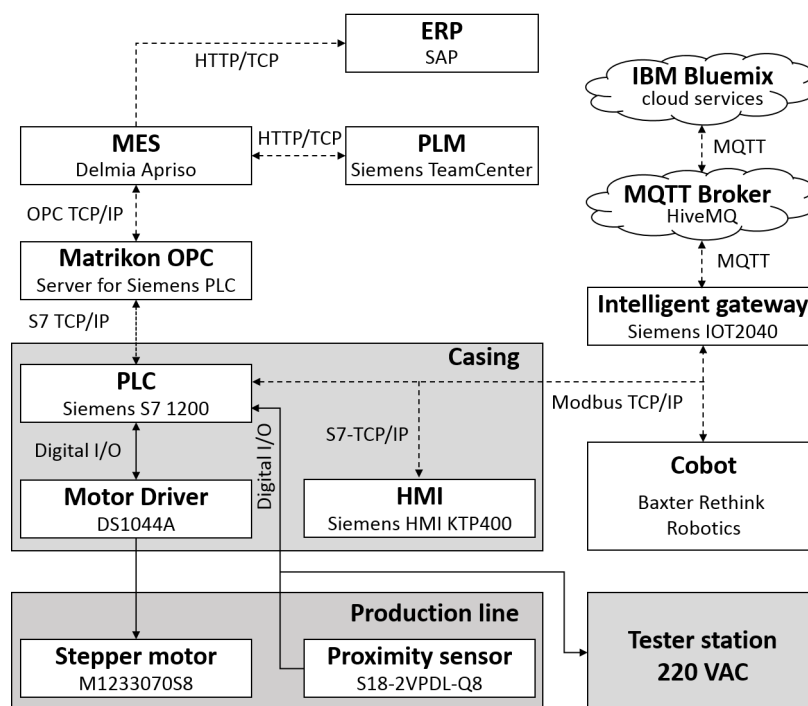 ERP
SAP
HTTP/TCP
IBM Bluemix
cloud services
MES
Delmia Apriso
HTTP/TCP
PLM
Siemens TeamCenter
MQTT
MQTT Broker
HiveMQ
OPC TCP/IP
Matrikon OPC
Server for Siemens PLC
MQTT
Intelligent gateway
Siemens IOT2040
S7 TCP/IP
Casing
PLC
Siemens S7 1200
Modbus TCP/IP
Digital I/O
Digital I/O
S7-TCP/IP
Motor Driver
DS1044A
HMI
Siemens HMI KTP400
Cobot
Baxter Rethink
Robotics
Production line
Stepper motor
M1233070S8
Proximity sensor
S18-2VPDL-Q8
Tester station
220 VAC